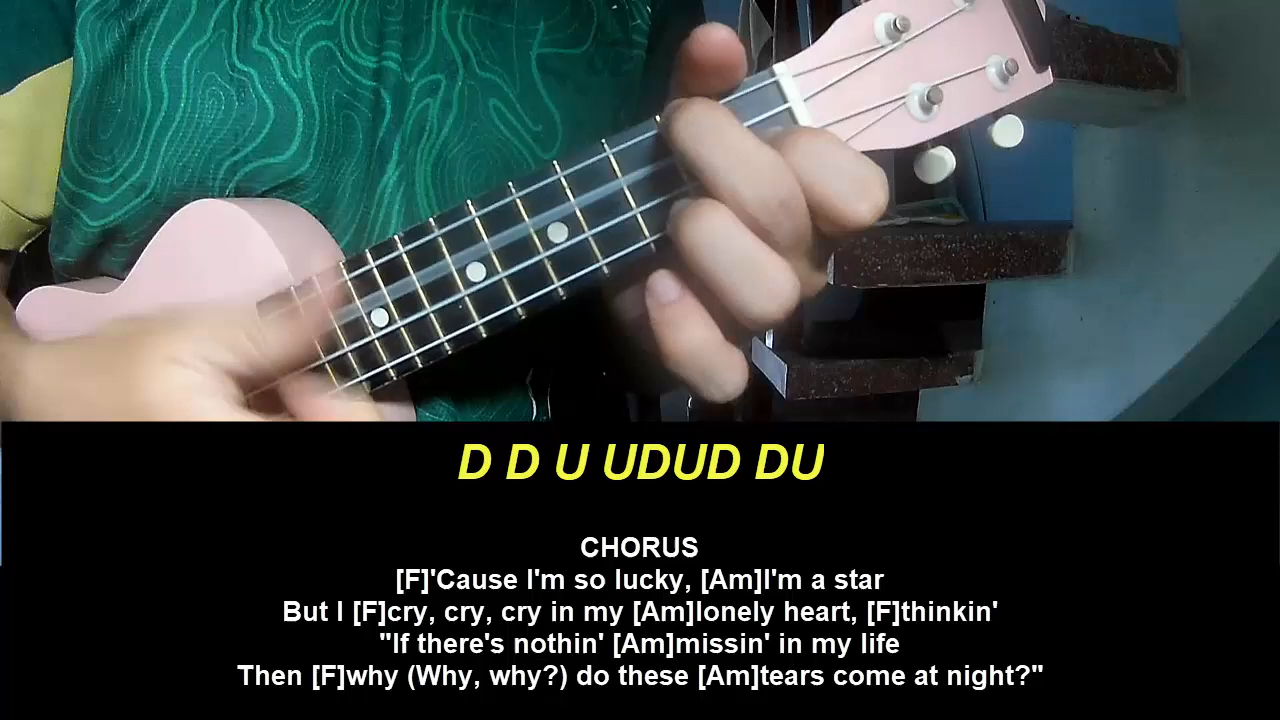 D D U UDUD DU
CHORUS
[F]'Cause I'm so lucky, [Am]I'm a star
But I [F]cry, cry, cry in my [Am]lonely heart, [F]thinkin'
"If there's nothin' [Am]missin' in my life
Then [F]why (Why, why?) do these [Am]tears come at night?"